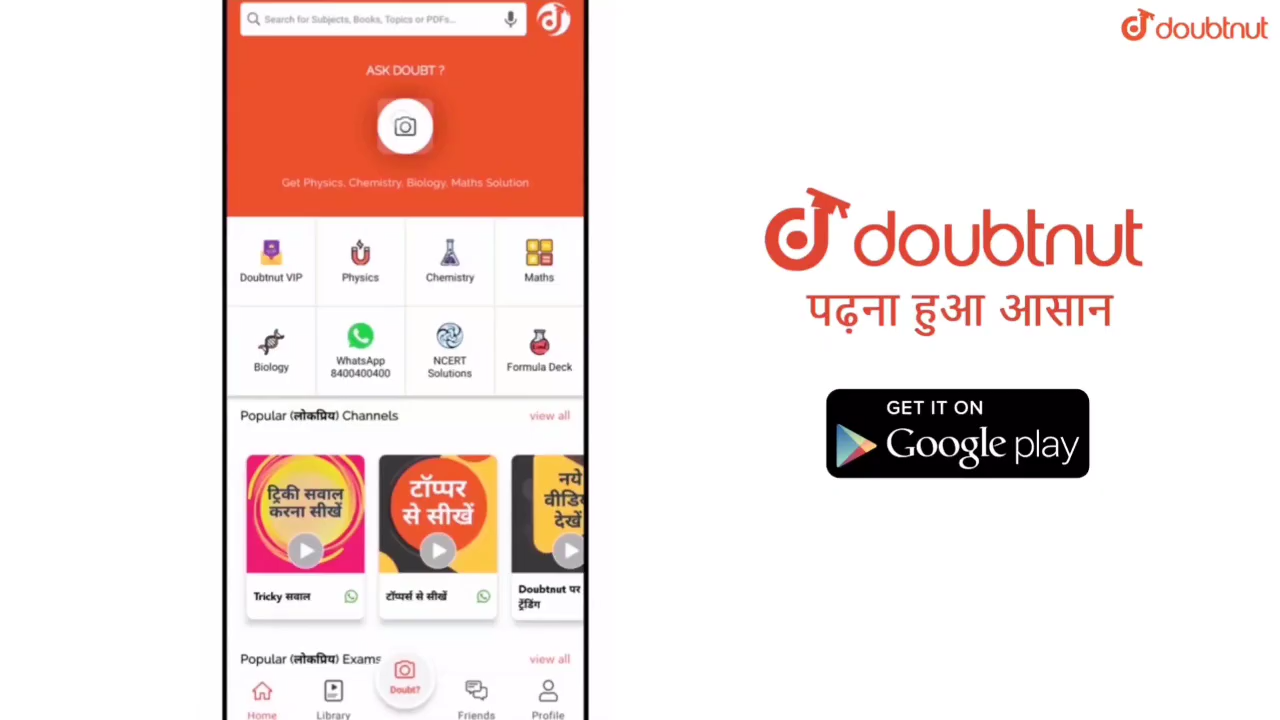 Search for Subjects, Books, Topics or PDFs...
doubtnut
ASK DOUBT ?
Get Physics, Chemistry, Biology, Maths Solution
Doubtnut VIP
Physics
Chemistry
Maths
Biology
WhatsApp
8400400400
NCERT
Solutions
Formula Deck
Popular (लोकप्रिय) Channels
view all
ट्रिकी सवाल
करना सीखें
टॉप्पर
से सीखें
नये
वीडि
देखें
Tricky सवाल
टॉप्पर्स से सीखें
Doubtnut पर
ट्रेंडिंग
Popular (लोकप्रिय) Exams
view all
Doubt?
Home
Library
Friends
Profile
doubtnut
पढ़ना हुआ आसान
GET IT ON
Google play